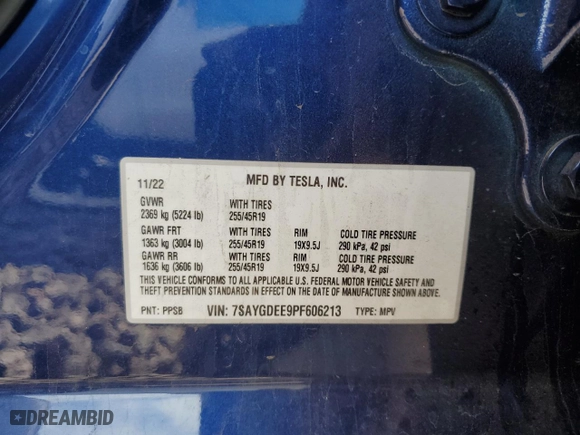 11/22 MFD BY TESLA, INC.
GVWR WITH TIRES
2369 kg (5224 lb) 255/45R19
GAWR FRT WITH TIRES RIM COLD TIRE PRESSURE
1363 kg (3004 lb) 255/45R19 19X9.5J 290 kPa, 42 psi
GAWR RR WITH TIRES RIM COLD TIRE PRESSURE
1636 kg (3606 lb) 255/45R19 19X9.5J 290 kPa, 42 psi
THIS VEHICLE CONFORMS TO ALL APPLICABLE U.S. FEDERAL MOTOR VEHICLE SAFETY
AND THEFT PREVENTION STANDARDS IN EFFECT ON THE DATE OF MANUFACTURE SHOWN
ABOVE.
PNT: PPSB VIN: 7SAYGDEE9PF606213 TYPE: MPV
DREAMBID